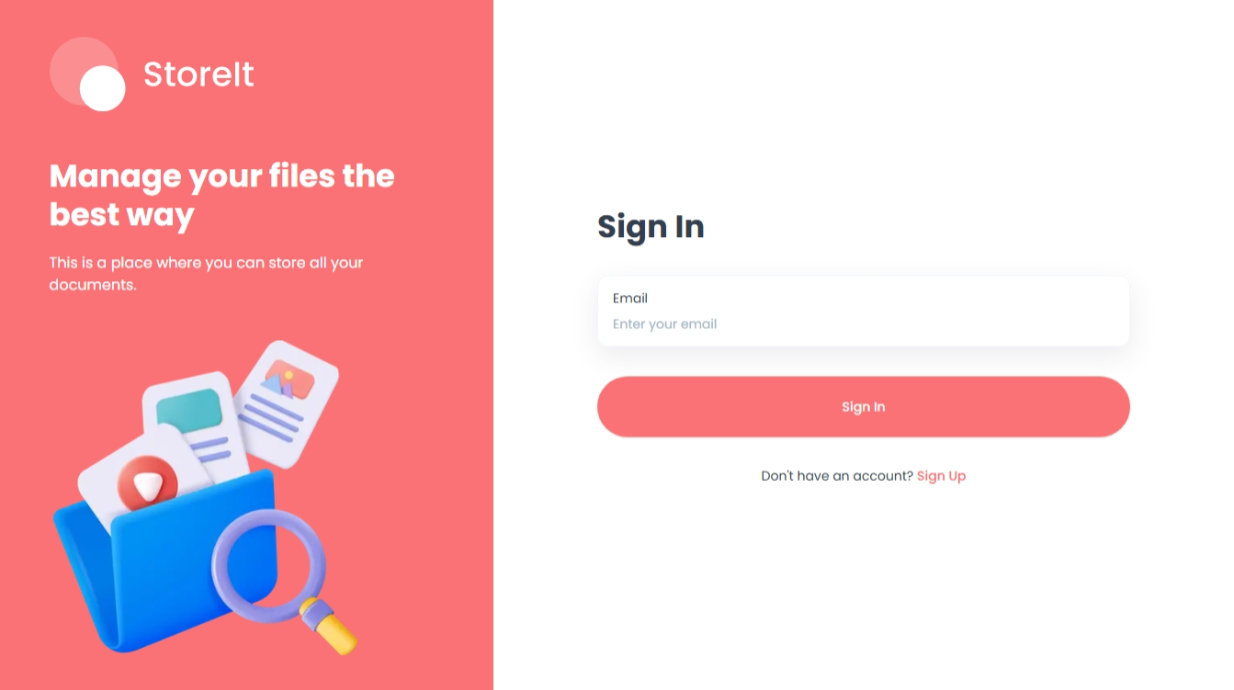 StoreIt
Manage your files the
best way
This is a place where you can store all your
documents.
Sign In
Email
Enter your email
Sign In
Don't have an account? Sign Up